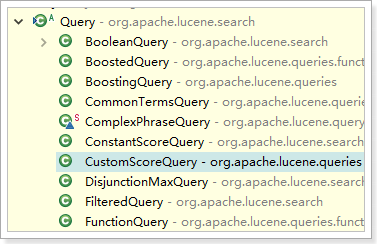 Query - org.apache.lucene.search
BooleanQuery - org.apache.lucene.search
BoostedQuery - org.apache.lucene.queries.funct
BoostingQuery - org.apache.lucene.queries
CommonTermsQuery - org.apache.lucene.queries
ComplexPhraseQuery - org.apache.lucene.queryp
ConstantScoreQuery - org.apache.lucene.search
CustomScoreQuery - org.apache.lucene.queries
DisjunctionMaxQuery - org.apache.lucene.search
FilteredQuery - org.apache.lucene.search
FunctionQuery - org.apache.lucene.queries.funct